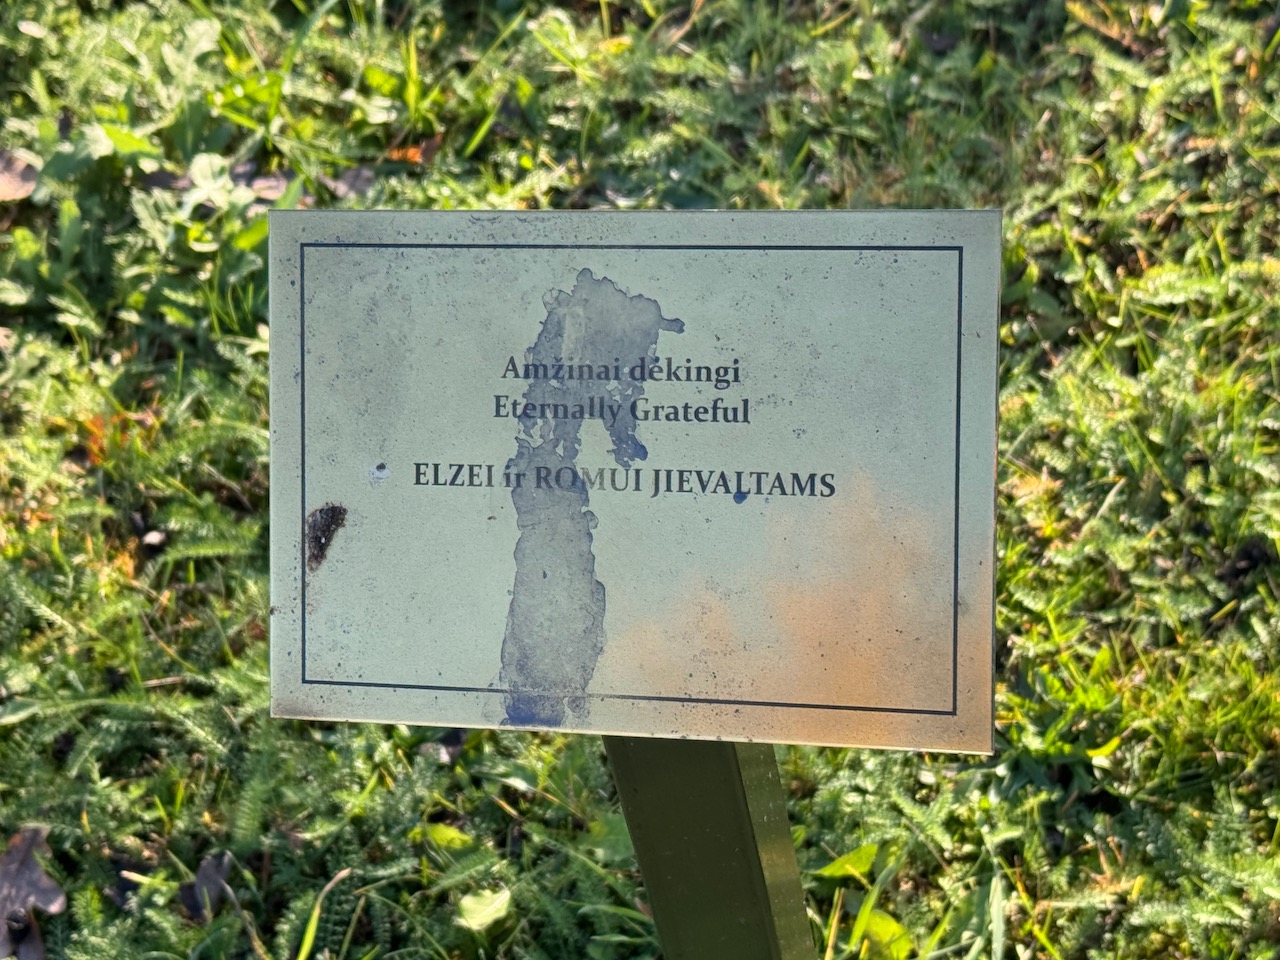 Amžinai dėkingi
Eternally Grateful
ELZEI ir ROMUI JIEVALTAMS